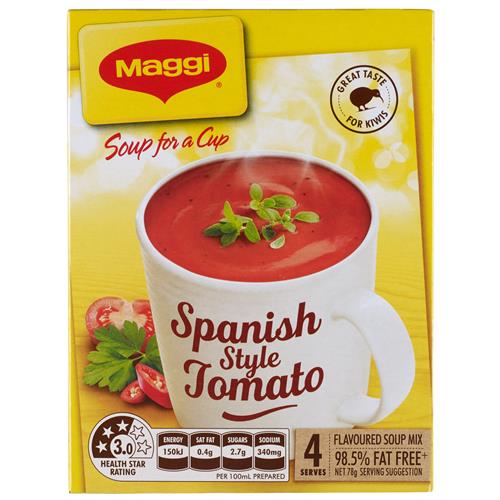 Maggi®
GREAT TASTE
FOR KIWIS
Soup for a Cup
Spanish
Style
Tomato
3.0
HEALTH STAR
RATING
ENERGY SAT FAT SUGARS SODIUM
150kJ 0.4g 2.7g 340mg
PER 100mL PREPARED
4
SERVES
FLAVOURED SOUP MIX
98.5% FAT FREE+
NET 78g SERVING SUGGESTION